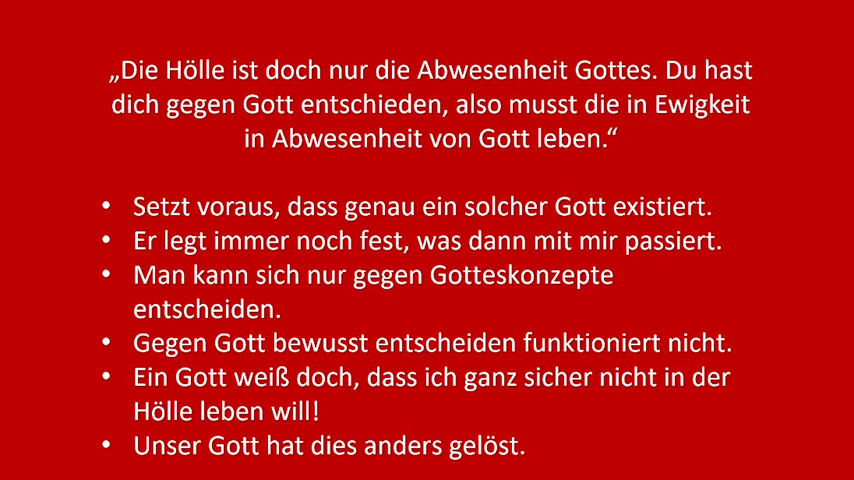 „Die Hölle ist doch nur die Abwesenheit Gottes. Du hast
dich gegen Gott entschieden, also musst die in Ewigkeit
in Abwesenheit von Gott leben.“
• Setzt voraus, dass genau ein solcher Gott existiert.
• Er legt immer noch fest, was dann mit mir passiert.
• Man kann sich nur gegen Gotteskonzepte
entscheiden.
• Gegen Gott bewusst entscheiden funktioniert nicht.
• Ein Gott weiß doch, dass ich ganz sicher nicht in der
Hölle leben will!
• Unser Gott hat dies anders gelöst.